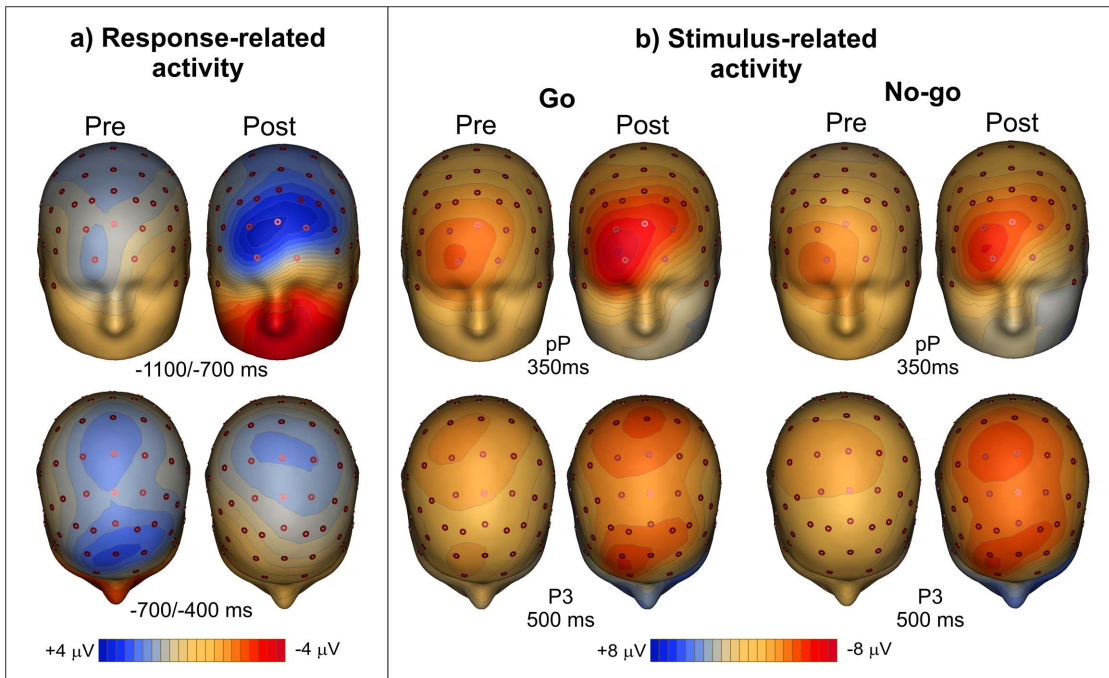 a) Response-related
activity
Pre
Post
-1100/-700 ms
-700/-400 ms
+4 μV
-4 μV
b) Stimulus-related
activity
Go
No-go
Pre
Post
Pre
Post
pP
350ms
pP
350ms
P3
500 ms
P3
500 ms
+8 μV
-8 μV